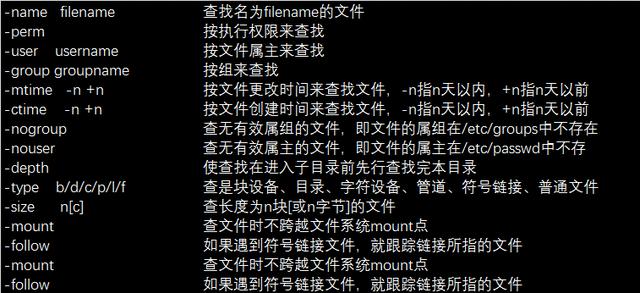 -name filename 查找名为filename的文件
-perm 按执行权限来查找
-user username 按文件属主来查找
-group groupname 按组来查找
-mtime -n +n 按文件更改时间来查找文件，-n指n天以内，+n指n天以前
-ctime -n +n 按文件创建时间来查找文件，-n指n天以内，+n指n天以前
-nogroup 查无有效属组的文件，即文件的属组在/etc/groups中不存在
-nouser 查无有效属主的文件，即文件的属主在/etc/passwd中不存
-depth 使查找在进入子目录前先行查找完本目录
-type b/d/c/p/l/f 查是块设备、目录、字符设备、管道、符号链接、普通文件
-size n[c] 查长度为n块[或n字节]的文件
-mount 查文件时不跨越文件系统mount点
-follow 如果遇到符号链接文件，就跟踪链接所指的文件
-mount 查文件时不跨越文件系统mount点
-follow 如果遇到符号链接文件，就跟踪链接所指的文件